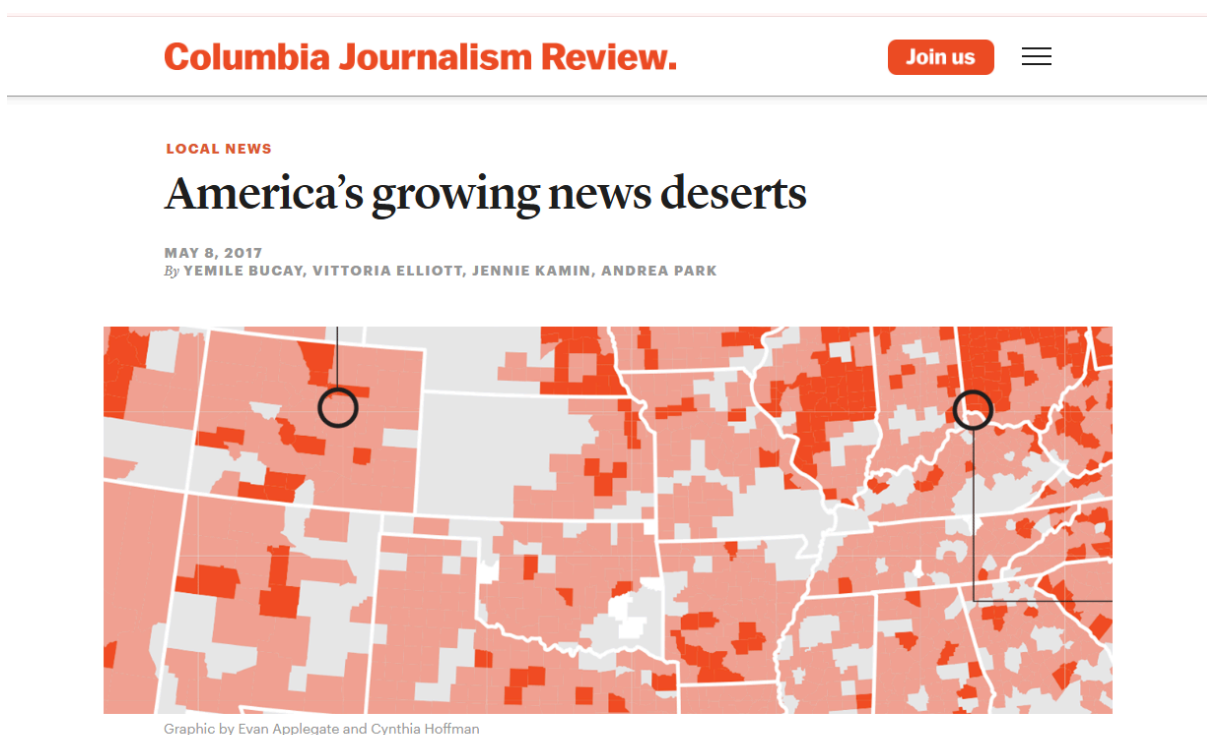 Columbia Journalism Review.
Join us
LOCAL NEWS
America’s growing news deserts
MAY 8, 2017
By YEMILE BUCAY, VITTORIA ELLIOTT, JENNIE KAMIN, ANDREA PARK
Graphic by Evan Applegate and Cynthia Hoffman